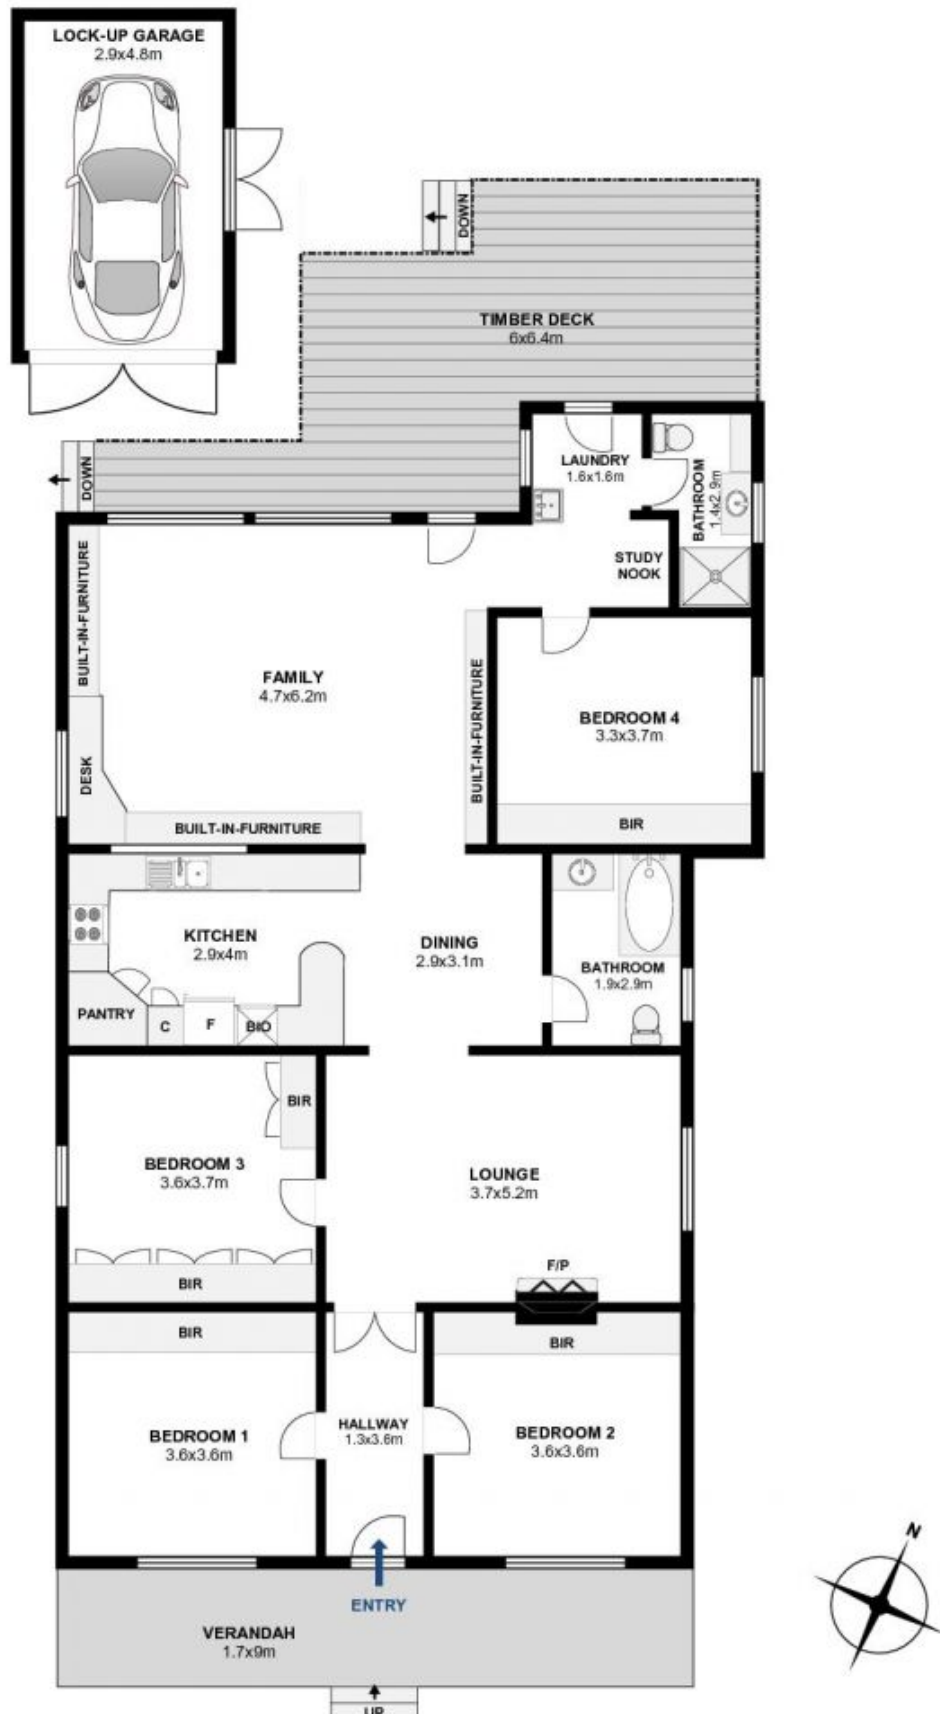 LOCK-UP GARAGE
2.9x4.8m
DOWN
TIMBER DECK
6x6.4m
DOWN
LAUNDRY
1.6x1.6m
BATHROOM
1.4x2.9m
STUDY
NOOK
BUILT-IN-FURNITURE
FAMILY
4.7x6.2m
BUILT-IN-FURNITURE
BEDROOM 4
3.3x3.7m
DESK
BUILT-IN-FURNITURE
BIR
KITCHEN
2.9x4m
DINING
2.9x3.1m
BATHROOM
1.9x2.9m
PANTRY
C
F
BIO
BIR
BEDROOM 3
3.6x3.7m
LOUNGE
3.7x5.2m
F/P
BIR
BIR
BIR
HALLWAY
1.3x3.6m
BEDROOM 1
3.6x3.6m
BEDROOM 2
3.6x3.6m
N
ENTRY
VERANDAH
1.7x9m
UP